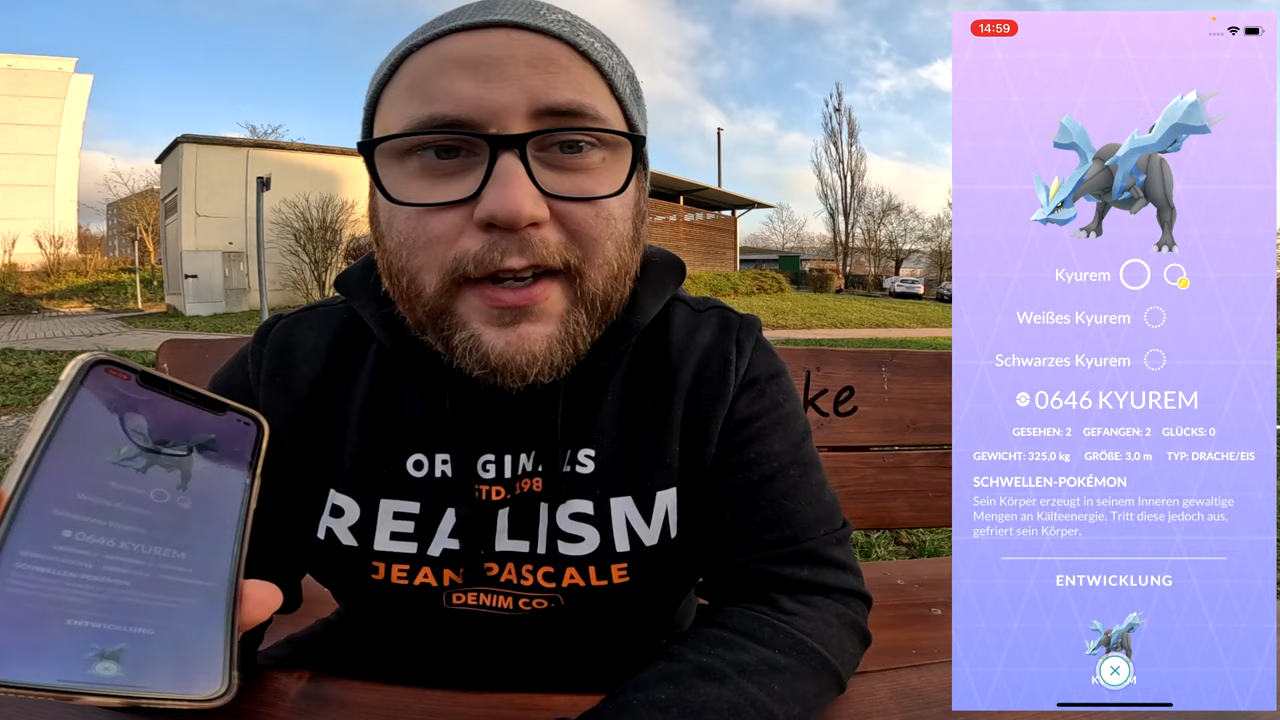 14:59
Kyurem
Weißes Kyurem
Schwarzes Kyurem
0646 KYUREM
GESEHEN: 2 GEFANGEN: 2 GLÜCKS: 0
GEWICHT: 325,0 kg GRÖßE: 3,0 m TYP: DRACHE/EIS
SCHWELLEN-POKÉMON
Sein Körper erzeugt in seinem Inneren gewaltige
Mengen an Kälteenergie. Tritt diese jedoch aus,
gefriert sein Körper.
ENTWICKLUNG
ke
ORIGINALS
REALISM
JEAN PASCALE
DENIM CO.
0646 KYUREM
SCHWELLEN-POKÉMON
ENTWICKLUNG